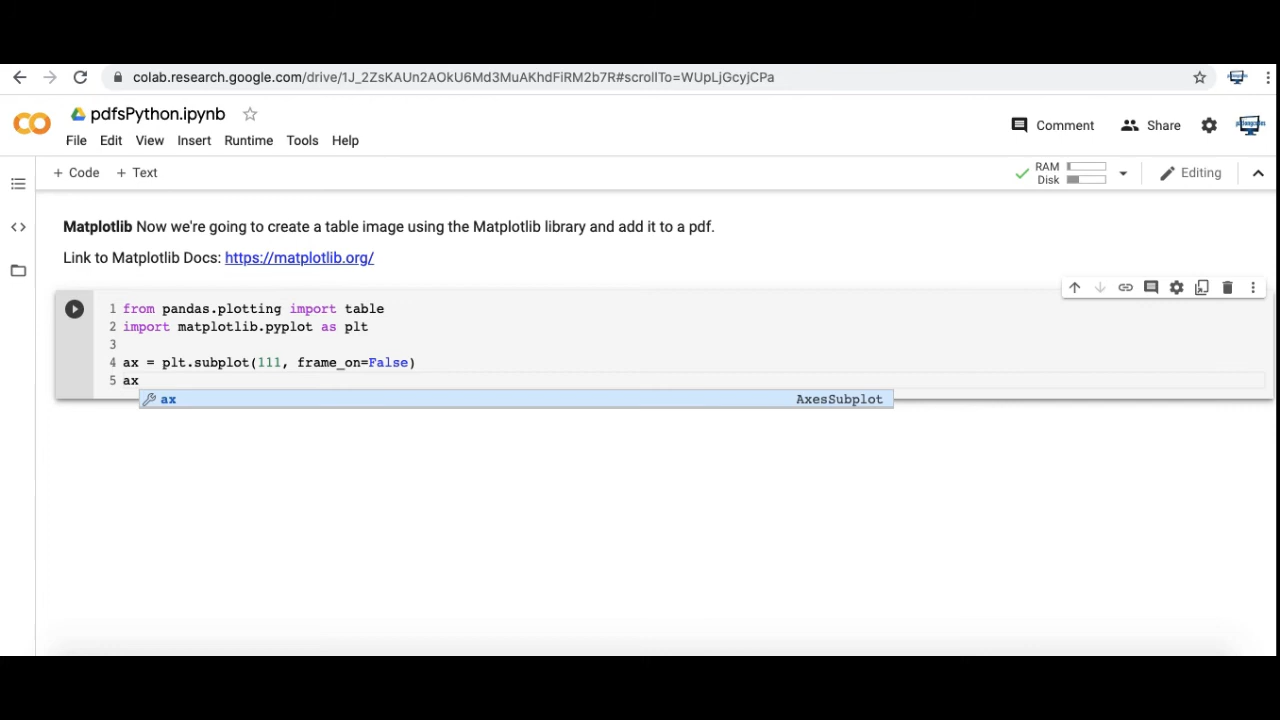 colab.research.google.com/drive/1J_2ZsKAUn2AOkU6Md3MuAKhdFiRM2b7R#scrollTo=WUpLjGcyjCPa
pdfsPython.ipynb
File Edit View Insert Runtime Tools Help
Comment Share
+ Code + Text
RAM
Disk
Editing
Matplotlib Now we're going to create a table image using the Matplotlib library and add it to a pdf.
Link to Matplotlib Docs: https://matplotlib.org/
1 from pandas.plotting import table
2 import matplotlib.pyplot as plt
3
4 ax = plt.subplot(111, frame_on=False)
5 ax
ax AxesSubplot